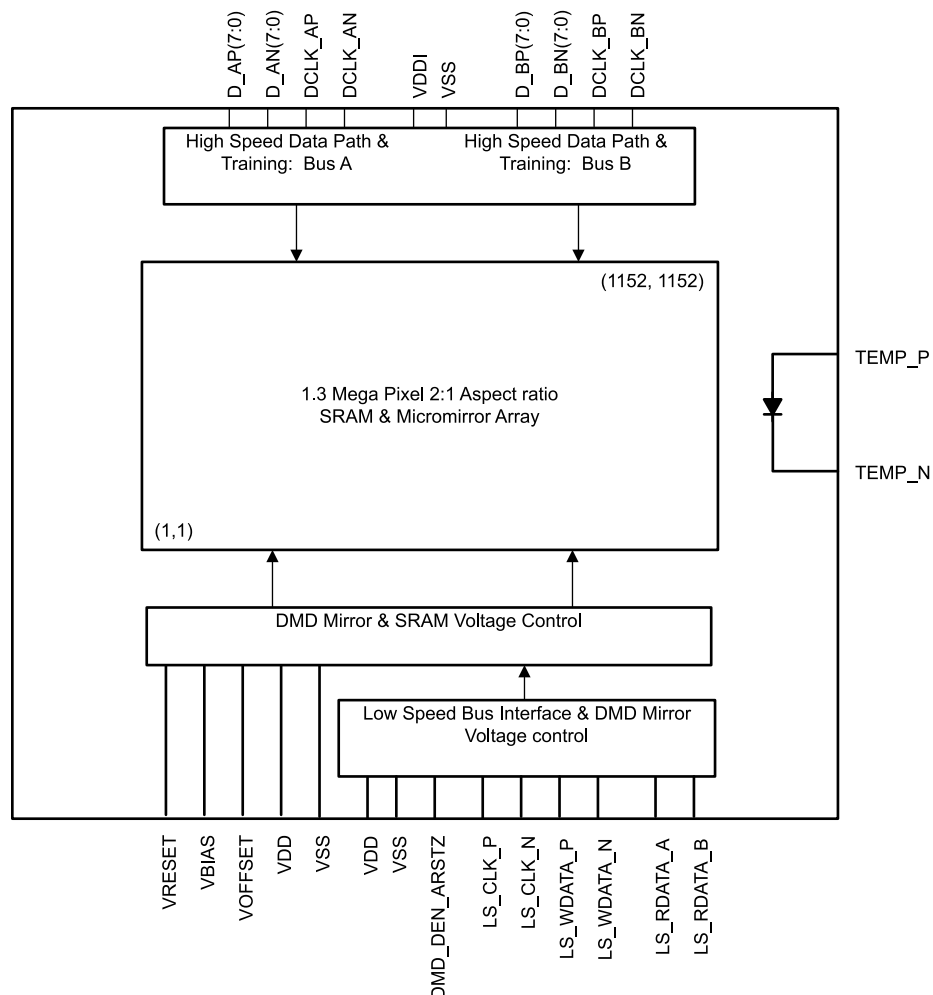 D_AP(7:0)
D_AN(7:0)
DCLK_AP
DCLK_AN
VDDI
VSS
D_BP(7:0)
D_BN(7:0)
DCLK_BP
DCLK_BN
High Speed Data Path &
Training: Bus A
High Speed Data Path &
Training: Bus B
(1152, 1152)
1.3 Mega Pixel 2:1 Aspect ratio
SRAM & Micromirror Array
(1,1)
TEMP_P
TEMP_N
DMD Mirror & SRAM Voltage Control
Low Speed Bus Interface & DMD Mirror
Voltage control
VRESET
VBIAS
VOFFSET
VDD
VSS
VDD
VSS
DMD_DEN_ARSTZ
LS_CLK_P
LS_CLK_N
LS_WDATA_P
LS_WDATA_N
LS_RDATA_A
LS_RDATA_B